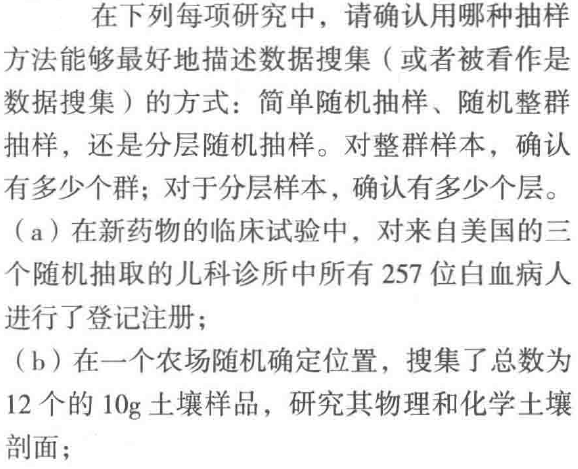 在下列每项研究中，请确认用哪种抽样
方法能够最好地描述数据搜集（或者被看作是
数据搜集）的方式：简单随机抽样、随机整群
抽样，还是分层随机抽样。对整群样本，确认
有多少个群；对于分层样本，确认有多少个层。
（a）在新药物的临床试验中，对来自美国的三
个随机抽取的儿科诊所中所有 257 位白血病人
进行了登记注册；
（b）在一个农场随机确定位置，搜集了总数为
12 个的 10g 土壤样品，研究其物理和化学土壤
剖面；